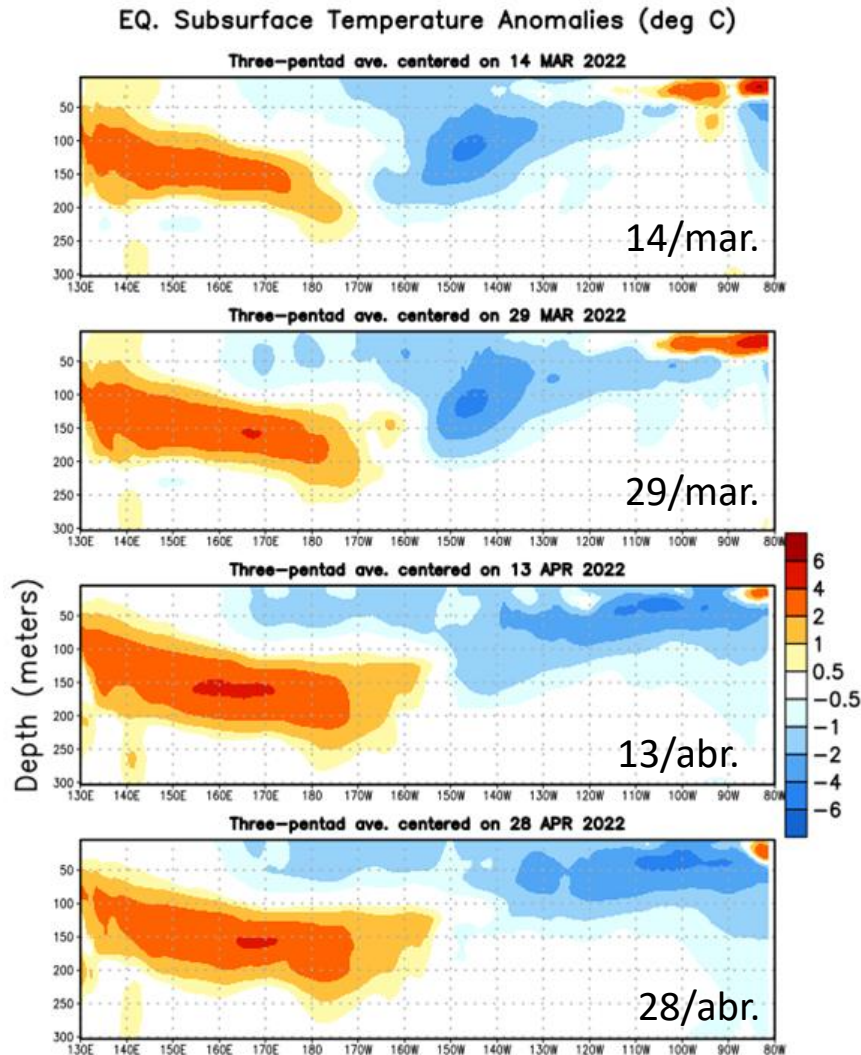 EQ. Subsurface Temperature Anomalies (deg C)
Three-pentad ave. centered on 14 MAR 2022
50
100
150
200
250
300
14/mar.
130E 140E 150E 160E 170E 180 170W 160W 150W 140W 130W 120W 110W 100W 90W 80W
Three-pentad ave. centered on 29 MAR 2022
50
100
150
200
250
300
29/mar.
130E 140E 150E 160E 170E 180 170W 160W 150W 140W 130W 120W 110W 100W 90W 80W
Three-pentad ave. centered on 13 APR 2022
50
100
150
200
250
300
13/abr.
130E 140E 150E 160E 170E 180 170W 160W 150W 140W 130W 120W 110W 100W 90W 80W
Three-pentad ave. centered on 28 APR 2022
50
100
150
200
250
300
28/abr.
130E 140E 150E 160E 170E 180 170W 160W 150W 140W 130W 120W 110W 100W 90W 80W
Depth (meters)
6
4
2
1
0.5
-0.5
-1
-2
-4
-6